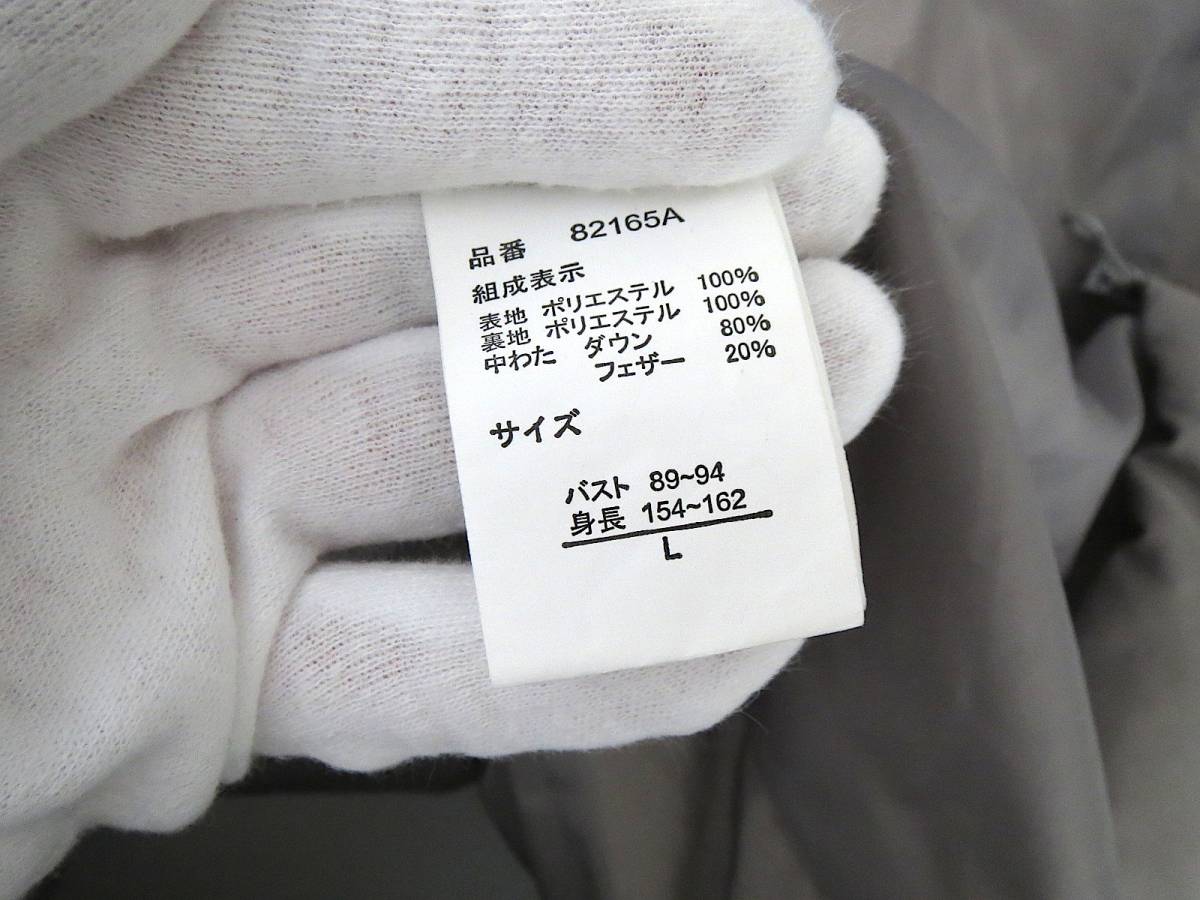 品番 82165A
組成表示
表地 ポリエステル 100%
裏地 ポリエステル 100%
中わた ダウン 80%
フェザー 20%
サイズ
バスト 89~94
身長 154~162
L